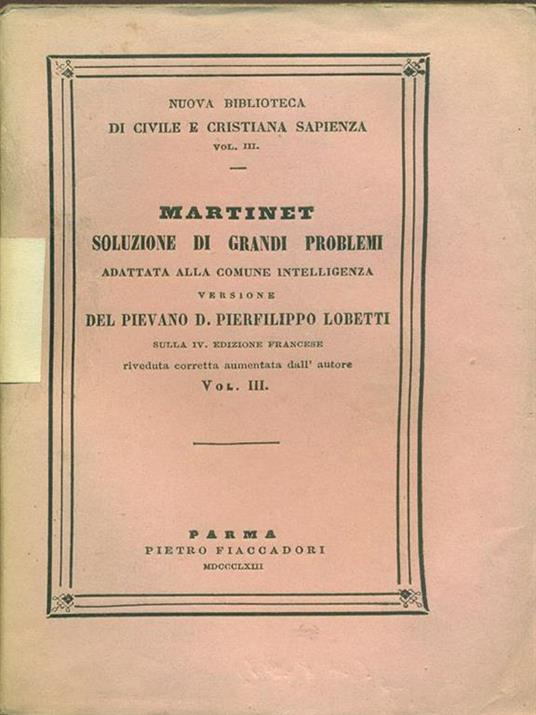 NUOVA BIBLIOTECA
DI CIVILE E CRISTIANA SAPIENZA
VOL. III.
MARTINET
SOLUZIONE DI GRANDI PROBLEMI
ADATTATA ALLA COMUNE INTELLIGENZA
VERSIONE
DEL PIEVANO D. PIERFILIPPO LOBETTI
SULLA IV. EDIZIONE FRANCESE
riveduta corretta aumentata dall' autore
VOL. III.
PARMA
PIETRO FIACCADORI
MDCCCLXIII